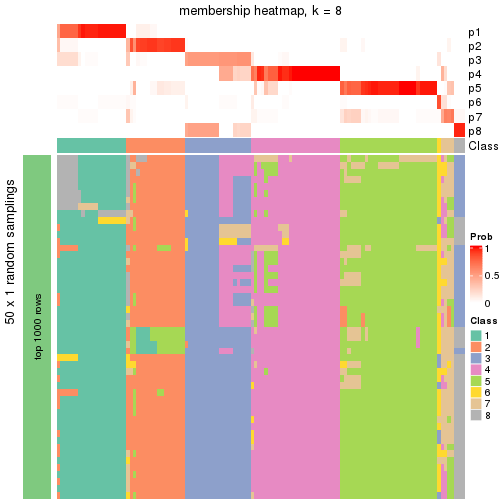 membership heatmap, k = 8
p1
p2
p3
p4
p5
p6
p7
p8
Class
50 x 1 random samplings
top 1000 rows
Prob
1
0.5
0
Class
1
2
3
4
5
6
7
8